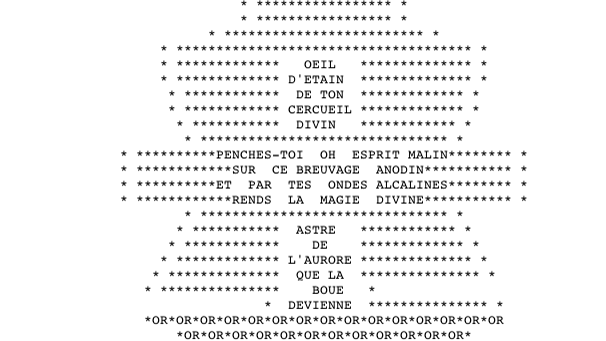 * ***************** *
* ***************** *
* ************************* *
* ************************************* *
* ************* OEIL ************** *
* ************* D'ETAIN ************** *
* ************ DE TON ************* *
* ************ CERCUEIL ************* *
* *********** DIVIN ************ *
* ****************************** *
* **********PENCHES-TOI OH ESPRIT MALIN******** *
* ************SUR CE BREUVAGE ANODIN*********** *
* **********ET PAR TES ONDES ALCALINES******** *
* ************RENDS LA MAGIE DIVINE*********** *
* ******************************* *
* *********** ASTRE ************ *
* ************ DE ************* *
* ************* L'AURORE ************** *
* ************** QUE LA *************** *
* *************** BOUE *
* DEVIENNE *************** *
*OR*OR*OR*OR*OR*OR*OR*OR*OR*OR*OR*OR*OR*OR*OR
*OR*OR*OR*OR*OR*OR*OR*OR*OR*OR*OR*OR*